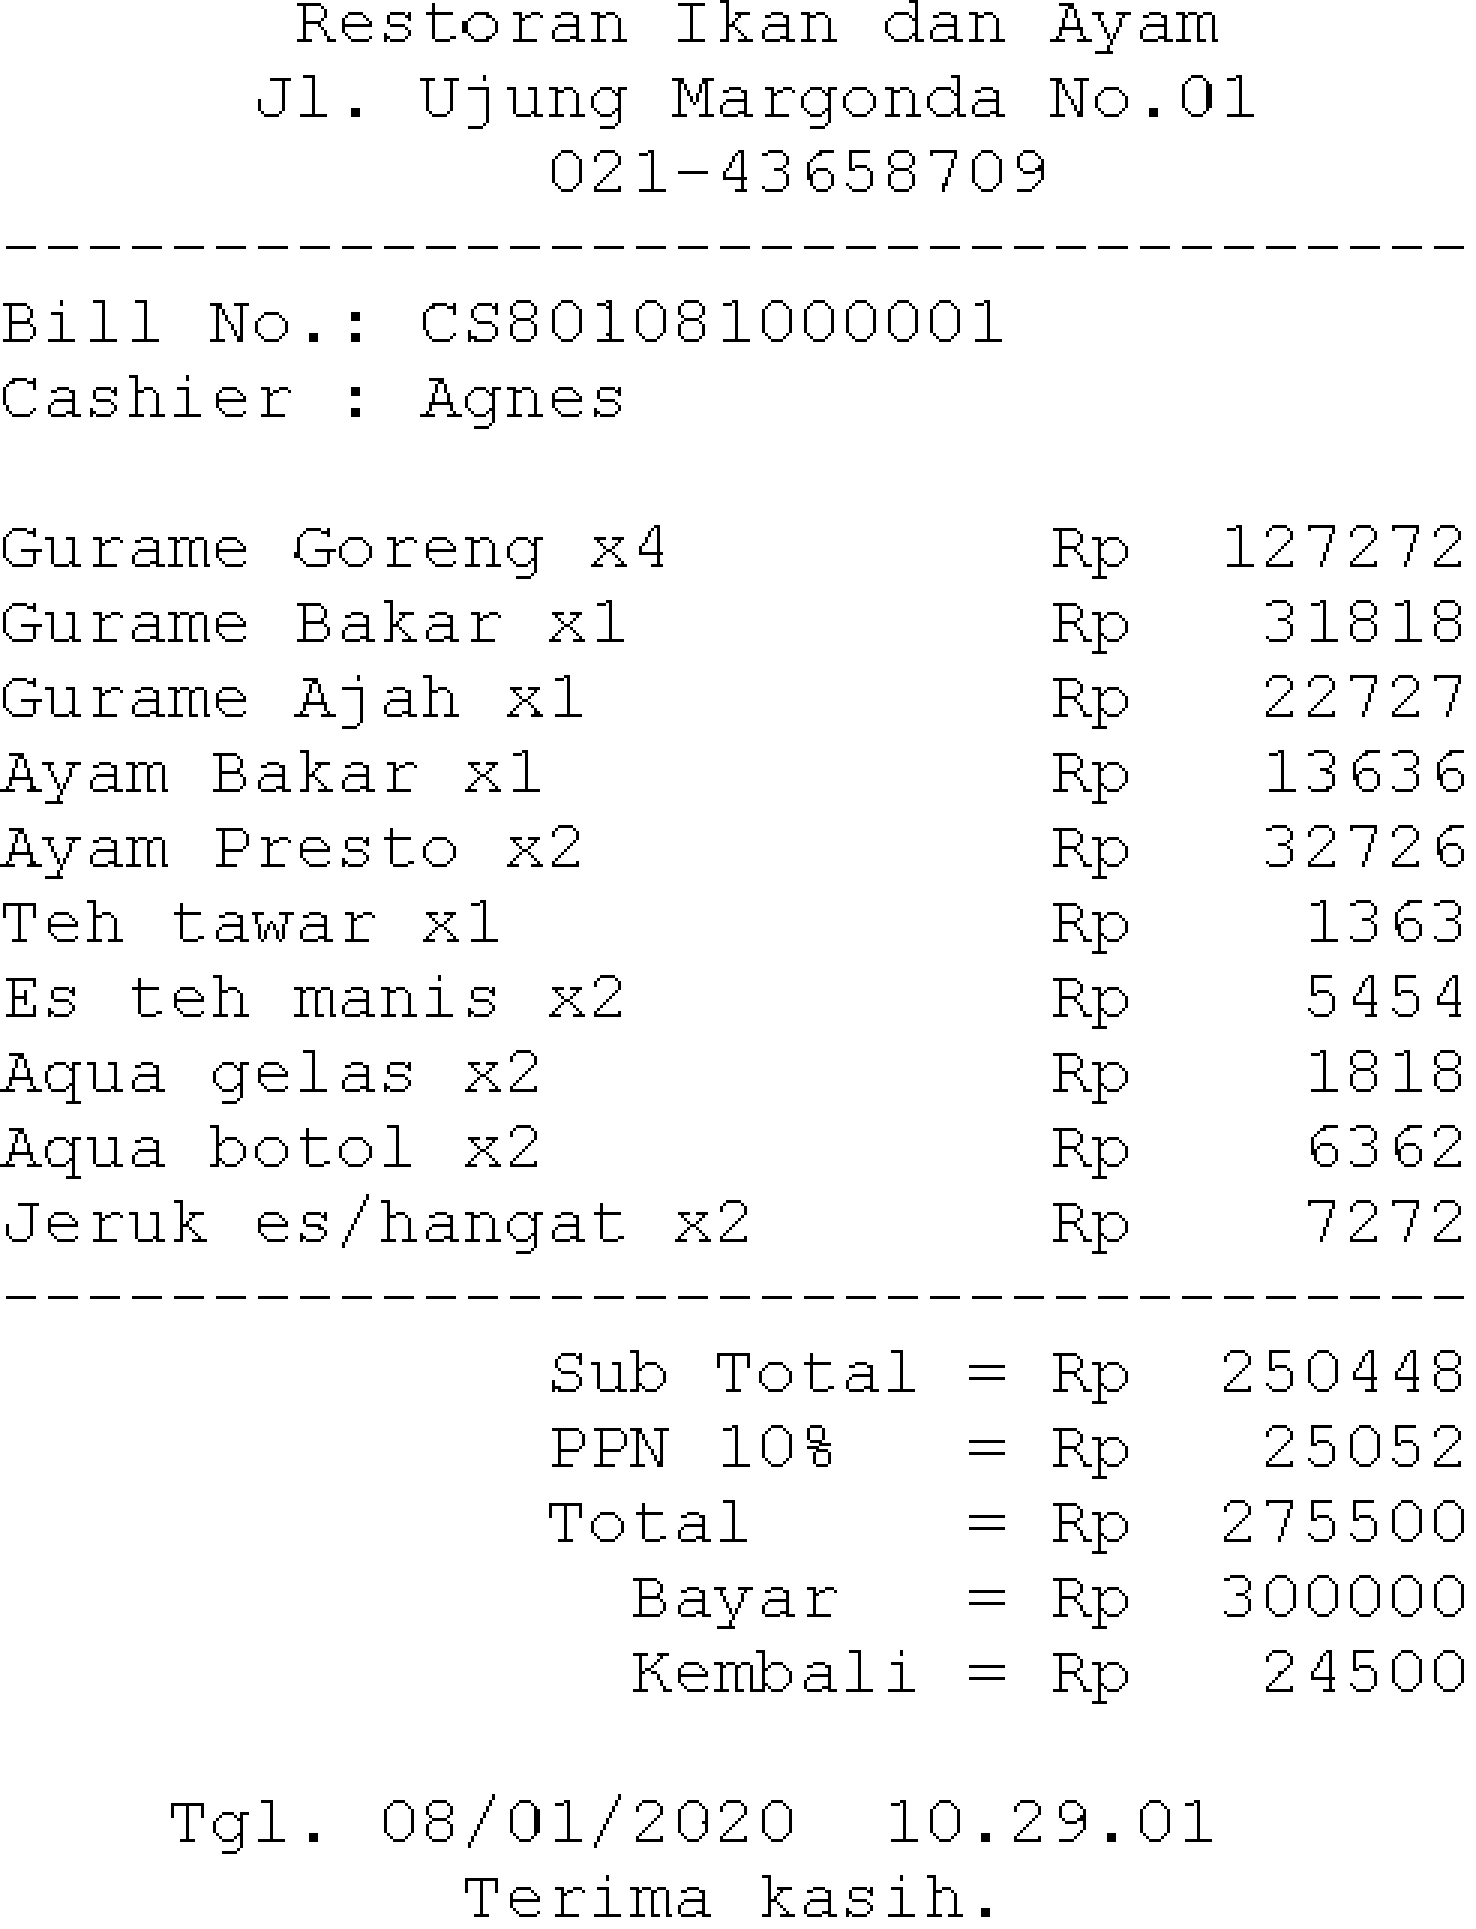 Restoran Ikan dan Ayam
Jl. Ujung Margonda No.01
021-43658709
-----------------------------------
Bill No.: CS801081000001
Cashier : Agnes
Gurame Goreng x4 Rp 127272
Gurame Bakar x1 Rp 31818
Gurame Ajah x1 Rp 22727
Ayam Bakar x1 Rp 13636
Ayam Presto x2 Rp 32726
Teh tawar x1 Rp 1363
Es teh manis x2 Rp 5454
Aqua gelas x2 Rp 1818
Aqua botol x2 Rp 6362
Jeruk es/hangat x2 Rp 7272
-----------------------------------
Sub Total = Rp 250448
PPN 10% = Rp 25052
Total = Rp 275500
Bayar = Rp 300000
Kembali = Rp 24500
Tgl. 08/01/2020 10.29.01
Terima kasih.